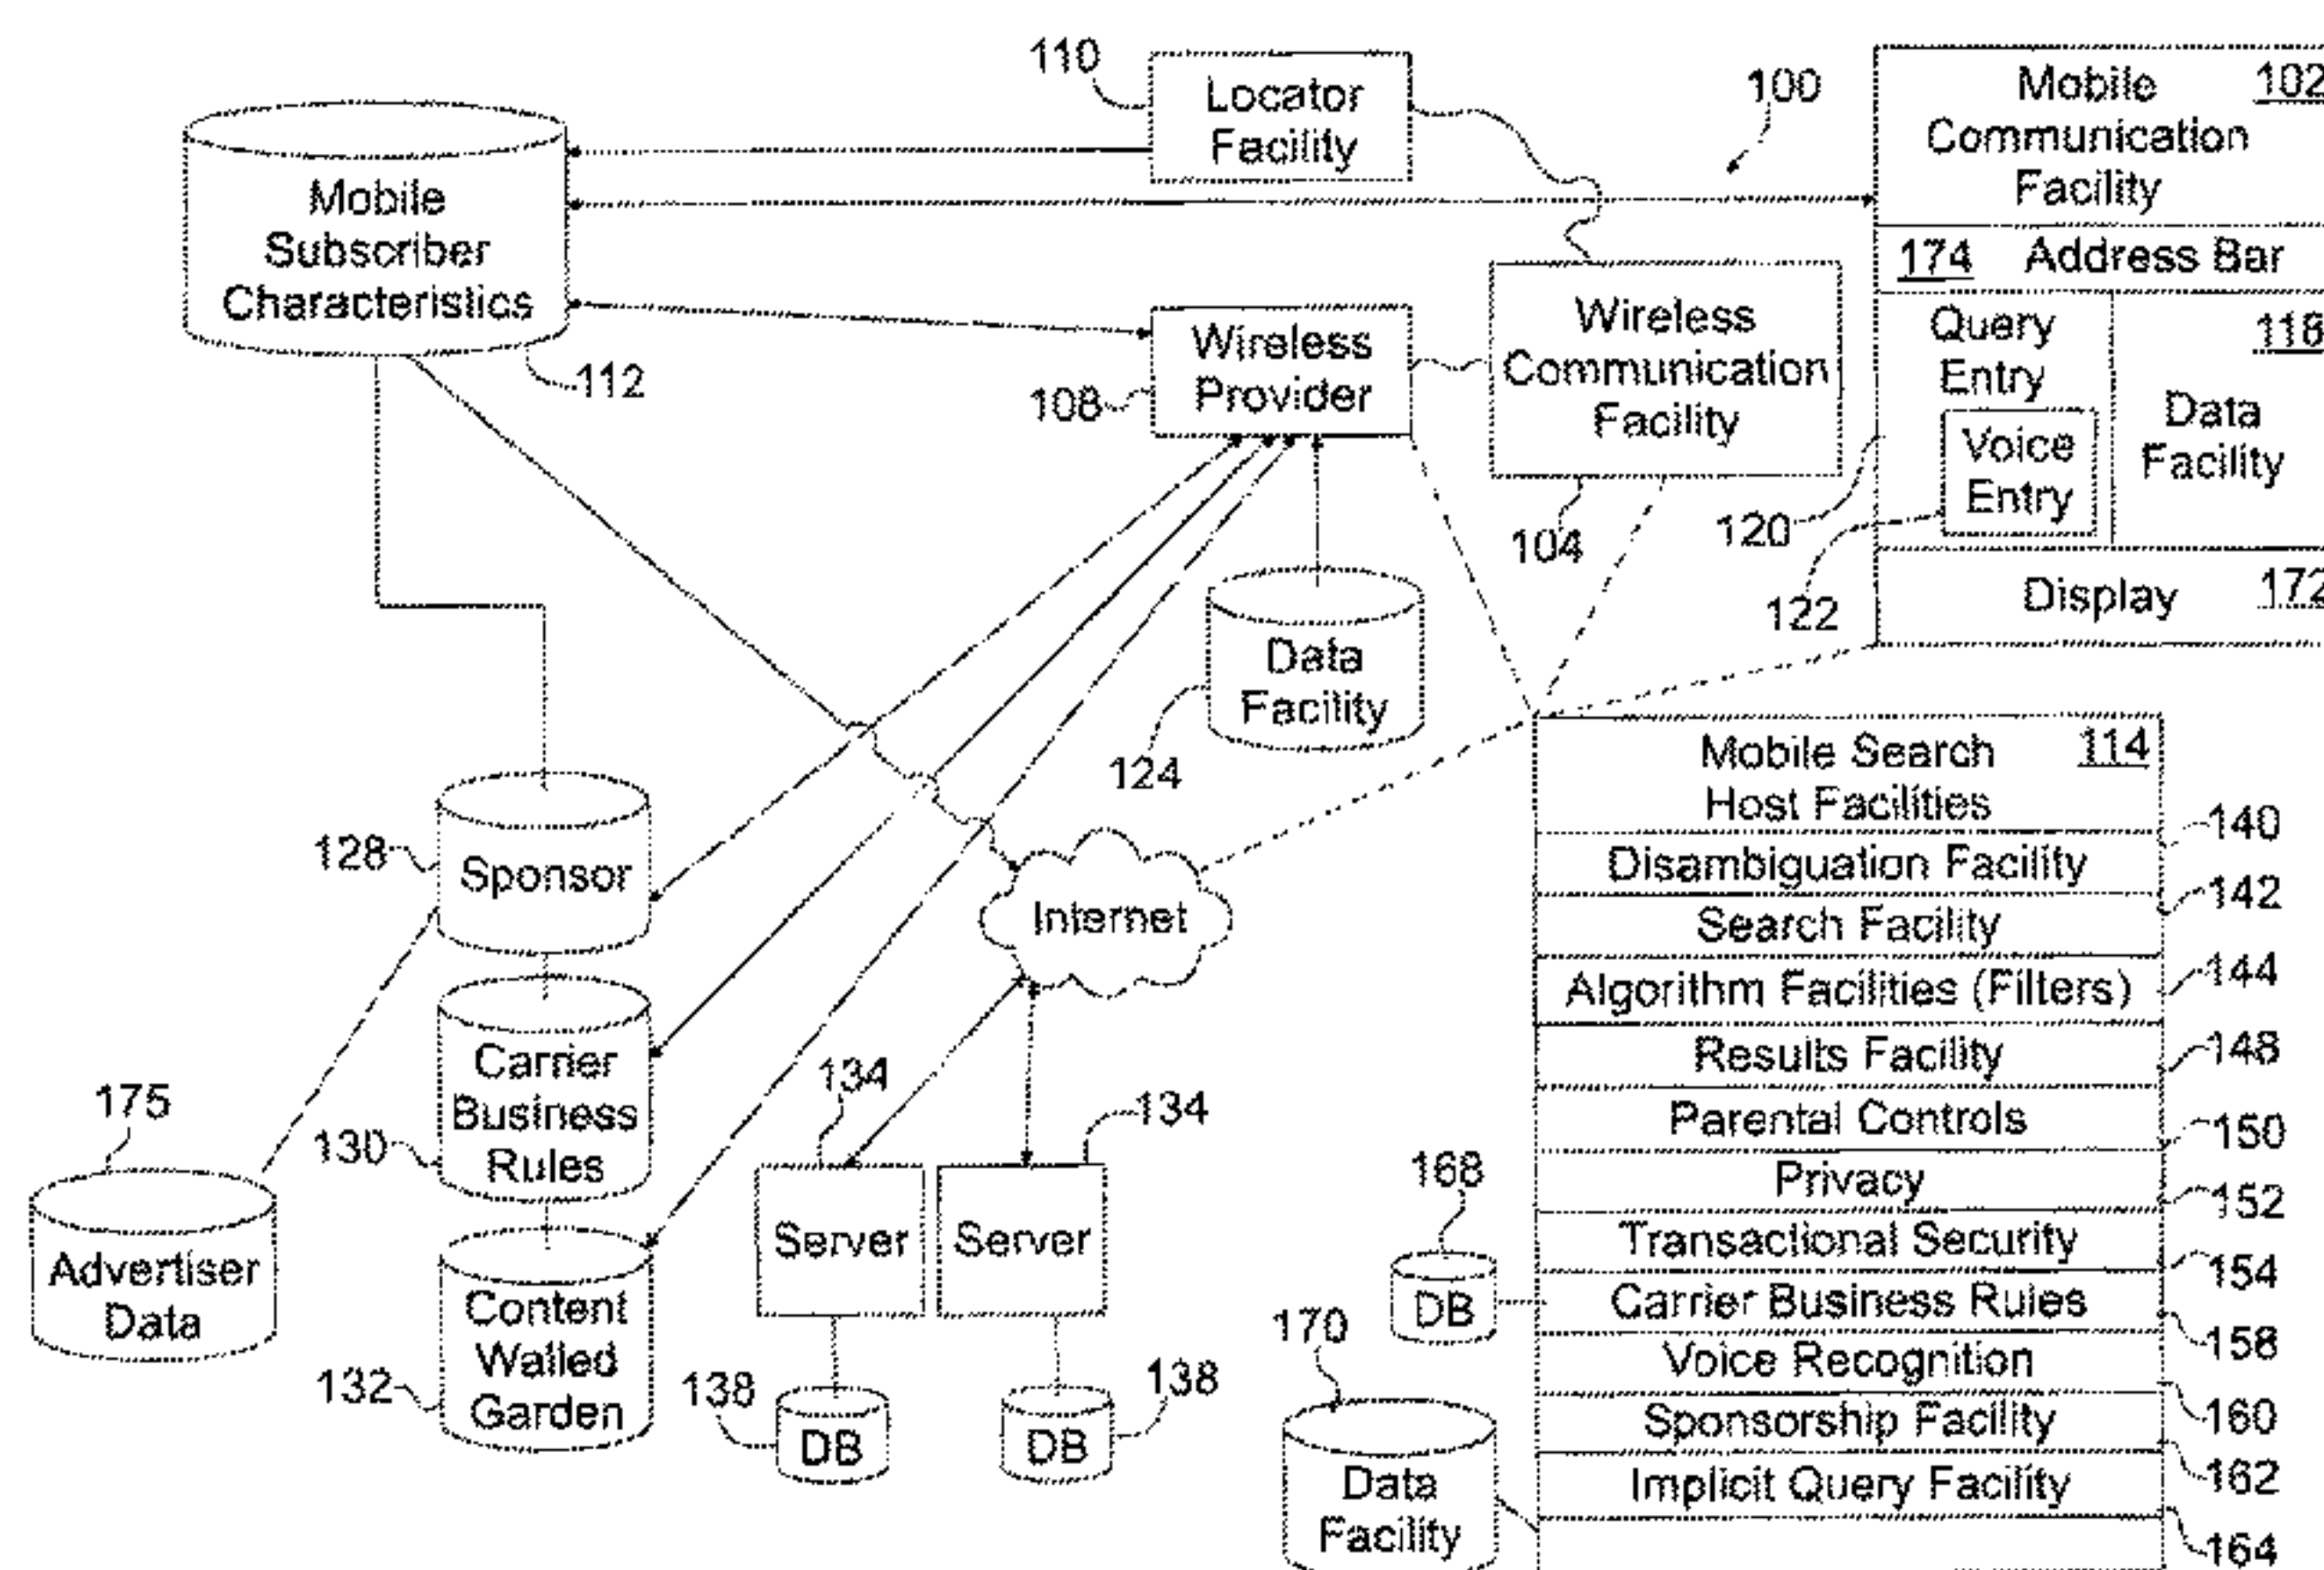 110
Locator
Facility
100
Mobile
Communication
Facility
102
174
Address Bar
Query
Entry
Voice
Entry
118
Data
Facility
120
122
Display
172
Mobile
Subscriber
Characteristics
112
Wireless
Provider
108
Wireless
Communication
Facility
104
Data
Facility
124
128
Sponsor
Internet
130
Carrier
Business
Rules
175
Advertiser
Data
132
Content
Walled
Garden
134
Server
134
Server
138
DB
138
DB
Mobile Search
Host Facilities
114
140
Disambiguation Facility
142
Search Facility
144
Algorithm Facilities (Filters)
148
Results Facility
Parental Controls
150
Privacy
152
Transactional Security
154
168
DB
Carrier Business Rules
158
Voice Recognition
160
Sponsorship Facility
162
Implicit Query Facility
164
170
Data
Facility